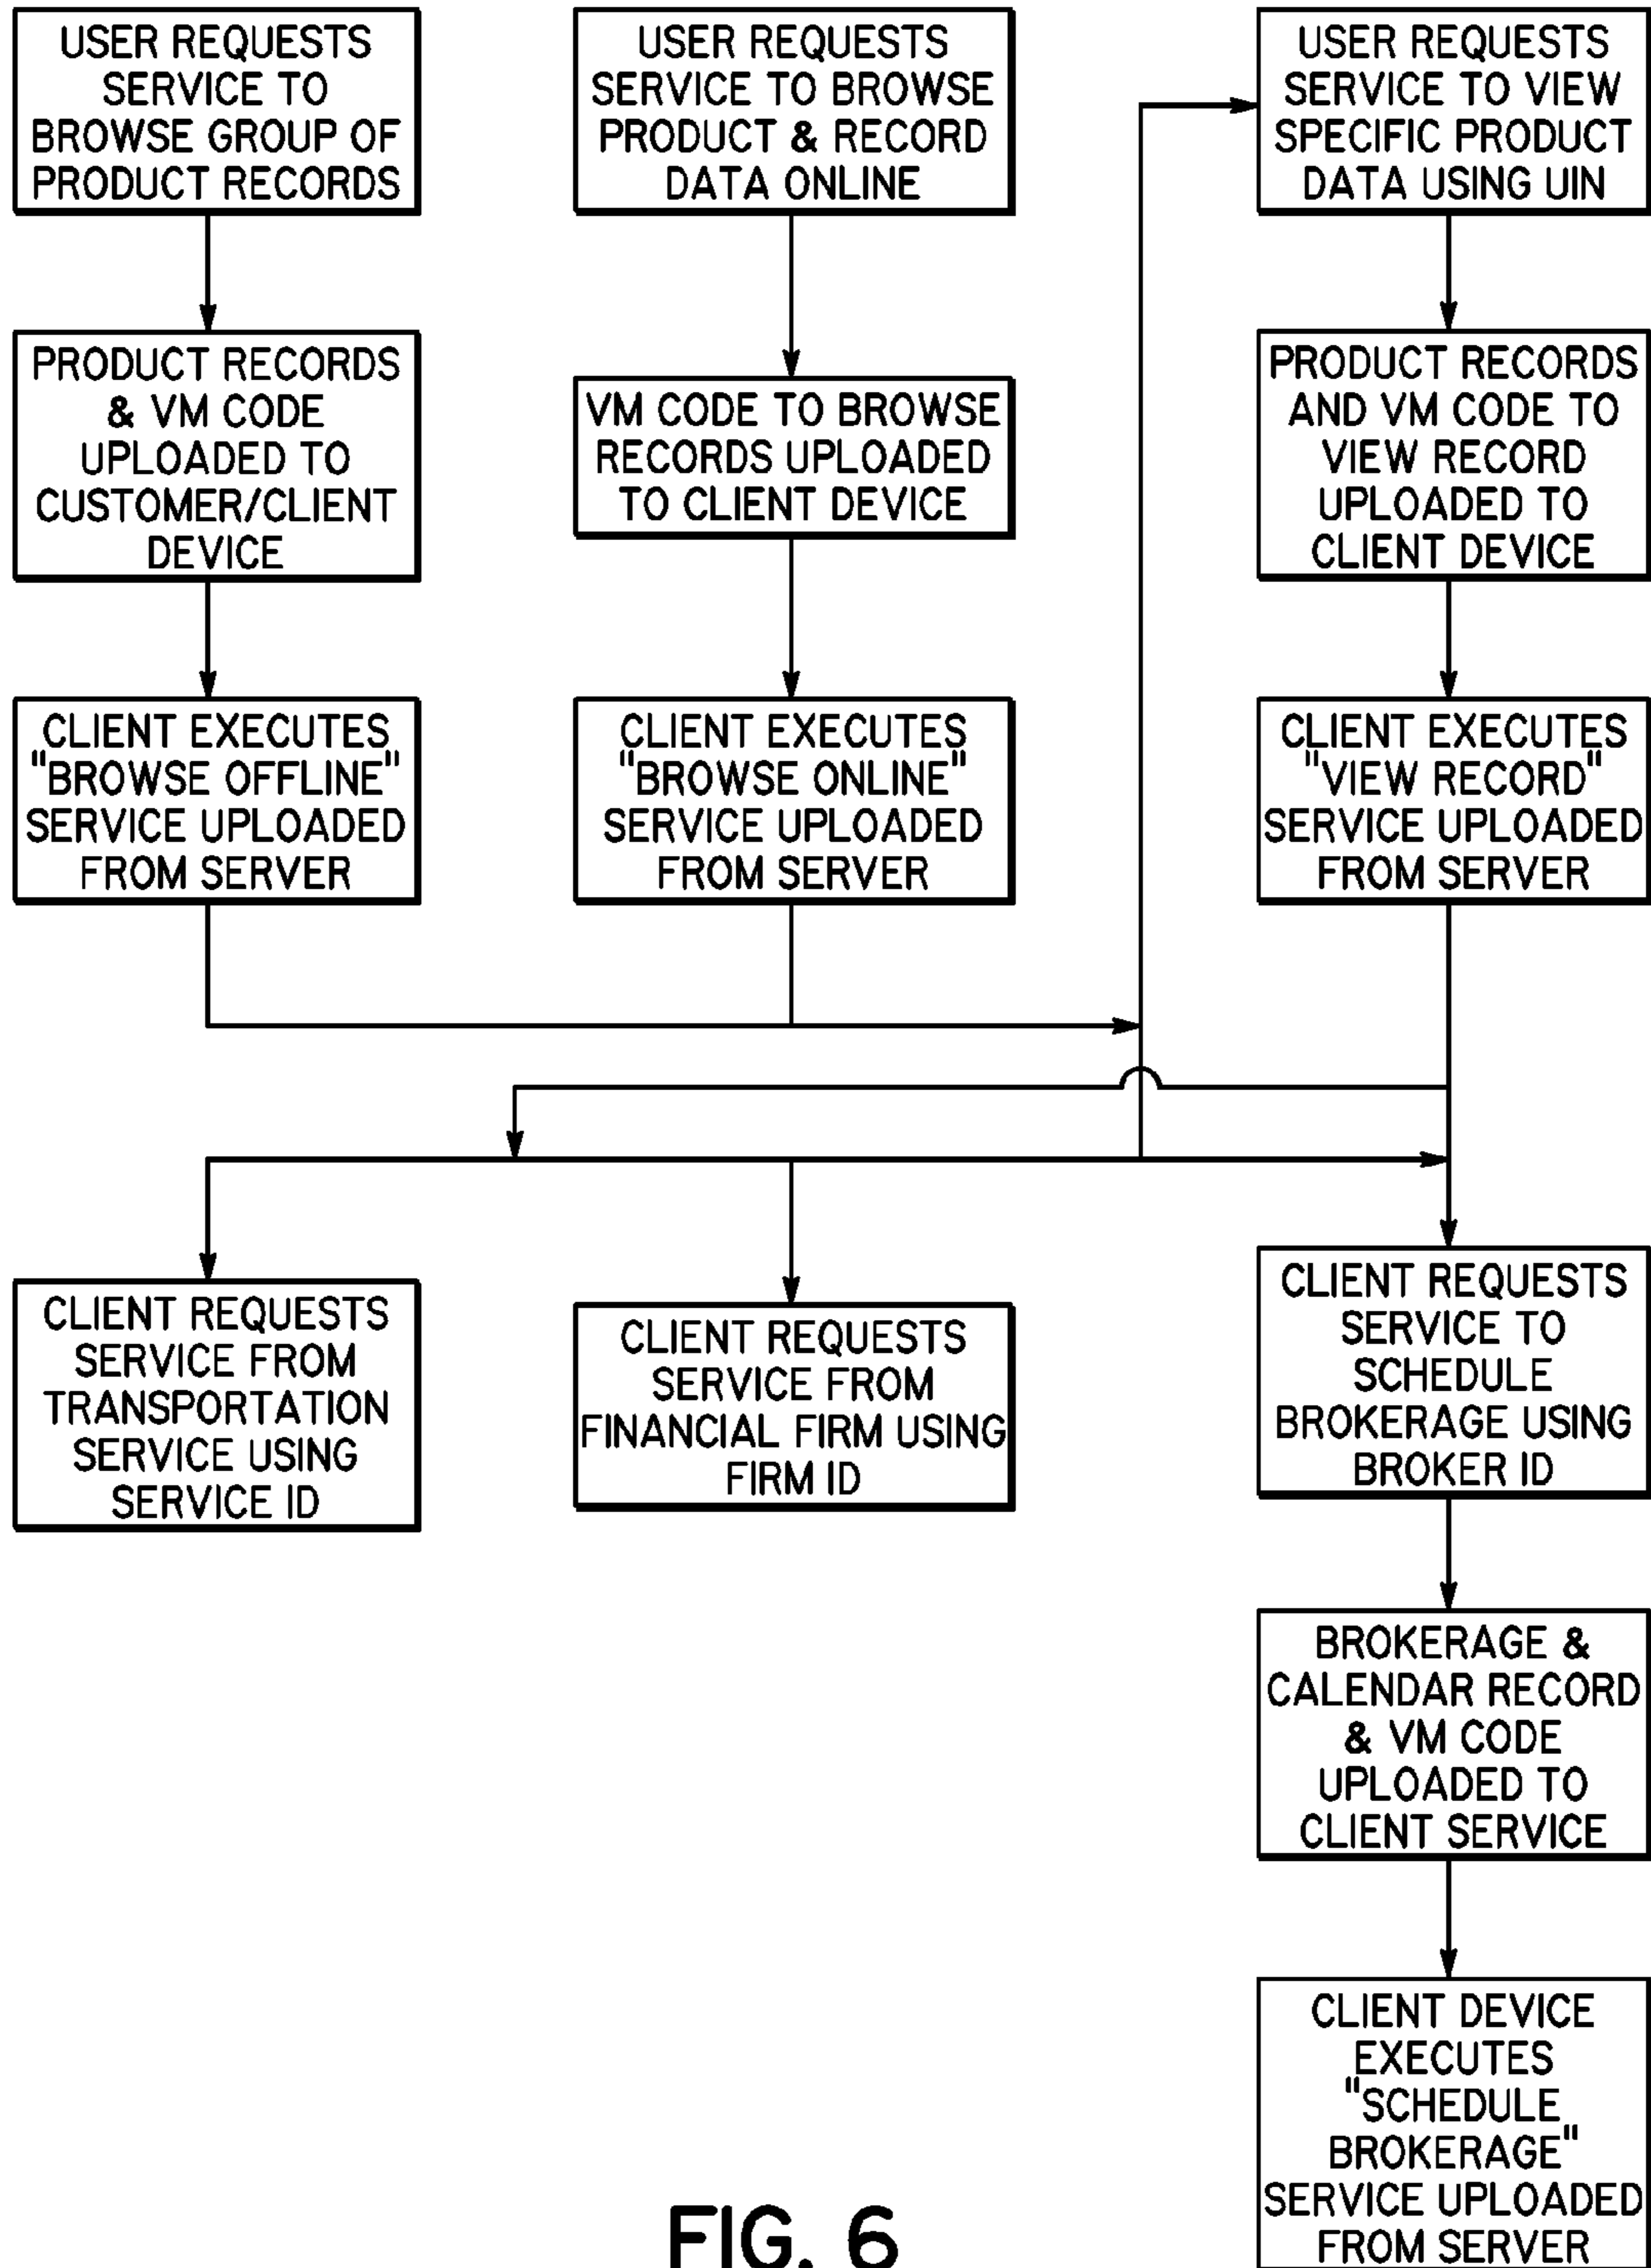 USER REQUESTS
SERVICE TO
BROWSE GROUP OF
PRODUCT RECORDS
USER REQUESTS
SERVICE TO BROWSE
PRODUCT & RECORD
DATA ONLINE
USER REQUESTS
SERVICE TO VIEW
SPECIFIC PRODUCT
DATA USING UIN
PRODUCT RECORDS
& VM CODE
UPLOADED TO
CUSTOMER/CLIENT
DEVICE
VM CODE TO BROWSE
RECORDS UPLOADED
TO CLIENT DEVICE
PRODUCT RECORDS
AND VM CODE TO
VIEW RECORD
UPLOADED TO
CLIENT DEVICE
CLIENT EXECUTES
"BROWSE OFFLINE"
SERVICE UPLOADED
FROM SERVER
CLIENT EXECUTES
"BROWSE ONLINE"
SERVICE UPLOADED
FROM SERVER
CLIENT EXECUTES
"VIEW RECORD"
SERVICE UPLOADED
FROM SERVER
CLIENT REQUESTS
SERVICE FROM
TRANSPORTATION
SERVICE USING
SERVICE ID
CLIENT REQUESTS
SERVICE FROM
FINANCIAL FIRM USING
FIRM ID
CLIENT REQUESTS
SERVICE TO
SCHEDULE
BROKERAGE USING
BROKER ID
BROKERAGE &
CALENDAR RECORD
& VM CODE
UPLOADED TO
CLIENT SERVICE
CLIENT DEVICE
EXECUTES
"SCHEDULE
BROKERAGE"
SERVICE UPLOADED
FROM SERVER
FIG. 6